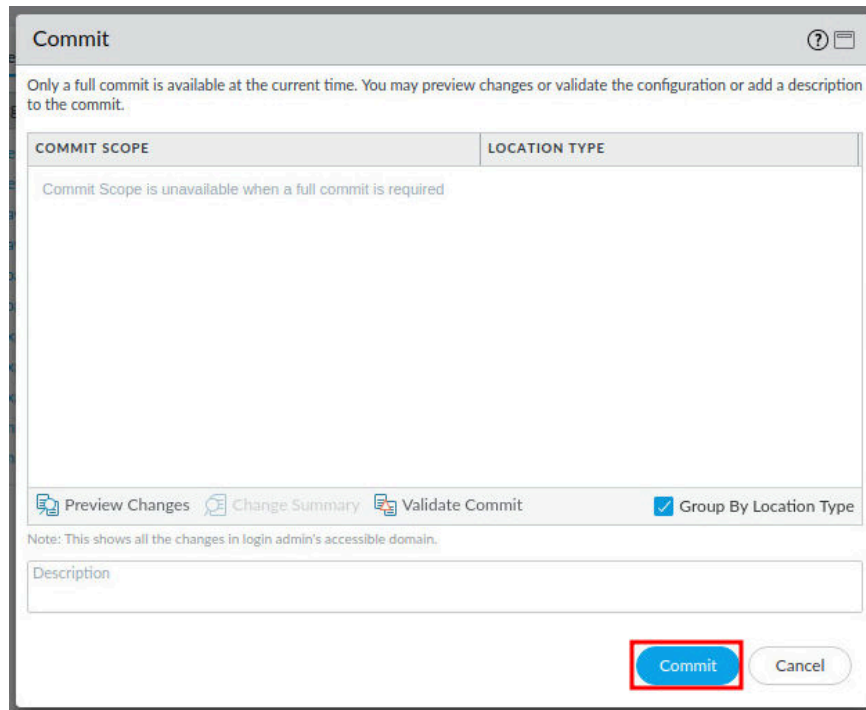 Commit
Only a full commit is available at the current time. You may preview changes or validate the configuration or add a description
to the commit.
COMMIT SCOPE LOCATION TYPE
Commit Scope is unavailable when a full commit is required
Preview Changes Change Summary Validate Commit Group By Location Type
Note: This shows all the changes in login admin's accessible domain.
Description
Commit Cancel